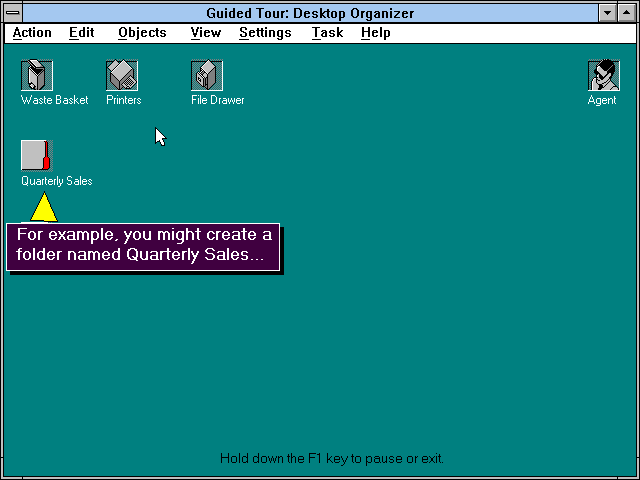 Guided Tour: Desktop Organizer
Action Edit Objects View Settings Task Help
Waste Basket Printers File Drawer Agent
Quarterly Sales
For example, you might create a
folder named Quarterly Sales...
Hold down the F1 key to pause or exit.